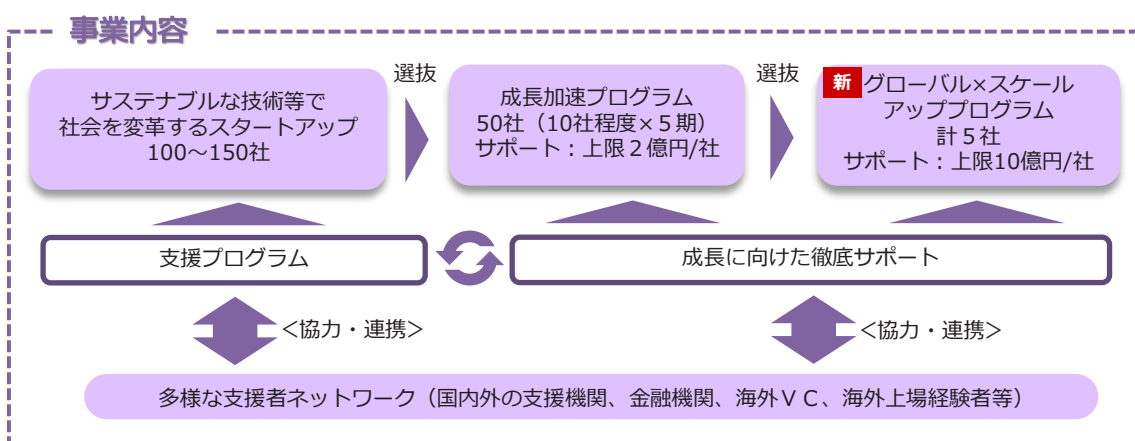 事業内容
サステナブルな技術等で
社会を変革するスタートアップ
100～150社
選抜
成長加速プログラム
50社（10社程度×５期）
サポート：上限２億円/社
選抜
新 グローバル×スケール
アッププログラム
計５社
サポート：上限10億円/社
支援プログラム
成長に向けた徹底サポート
＜協力・連携＞
＜協力・連携＞
多様な支援者ネットワーク（国内外の支援機関、金融機関、海外ＶＣ、海外上場経験者等）